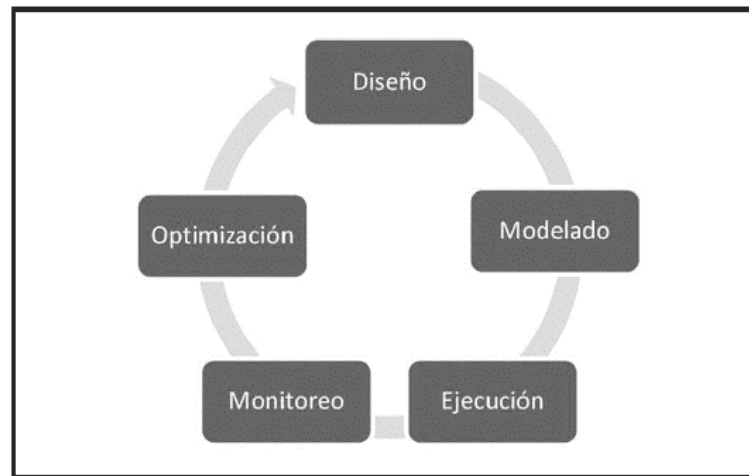 Diseño
Modelado
Ejecución
Monitoreo
Optimización